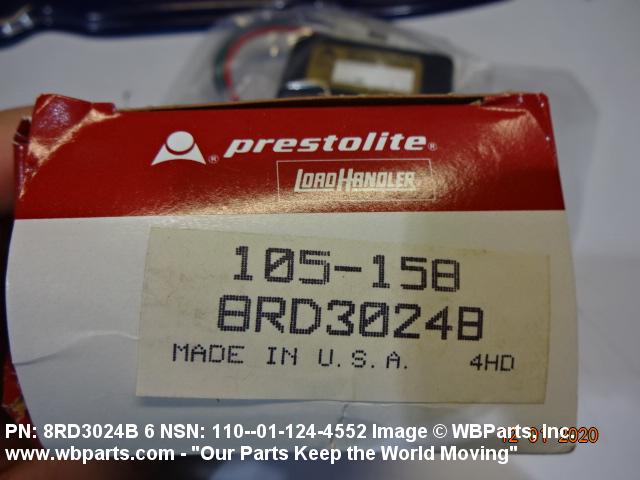 prestolite®
LOADHANDLER
105-158
8RD3024B
MADE IN U.S.A. 4HD
PN: 8RD3024B 6 NSN: 110--01-124-4552 Image © WBParts, Inc.
12 01 2020
www.wbparts.com - "Our Parts Keep the World Moving"